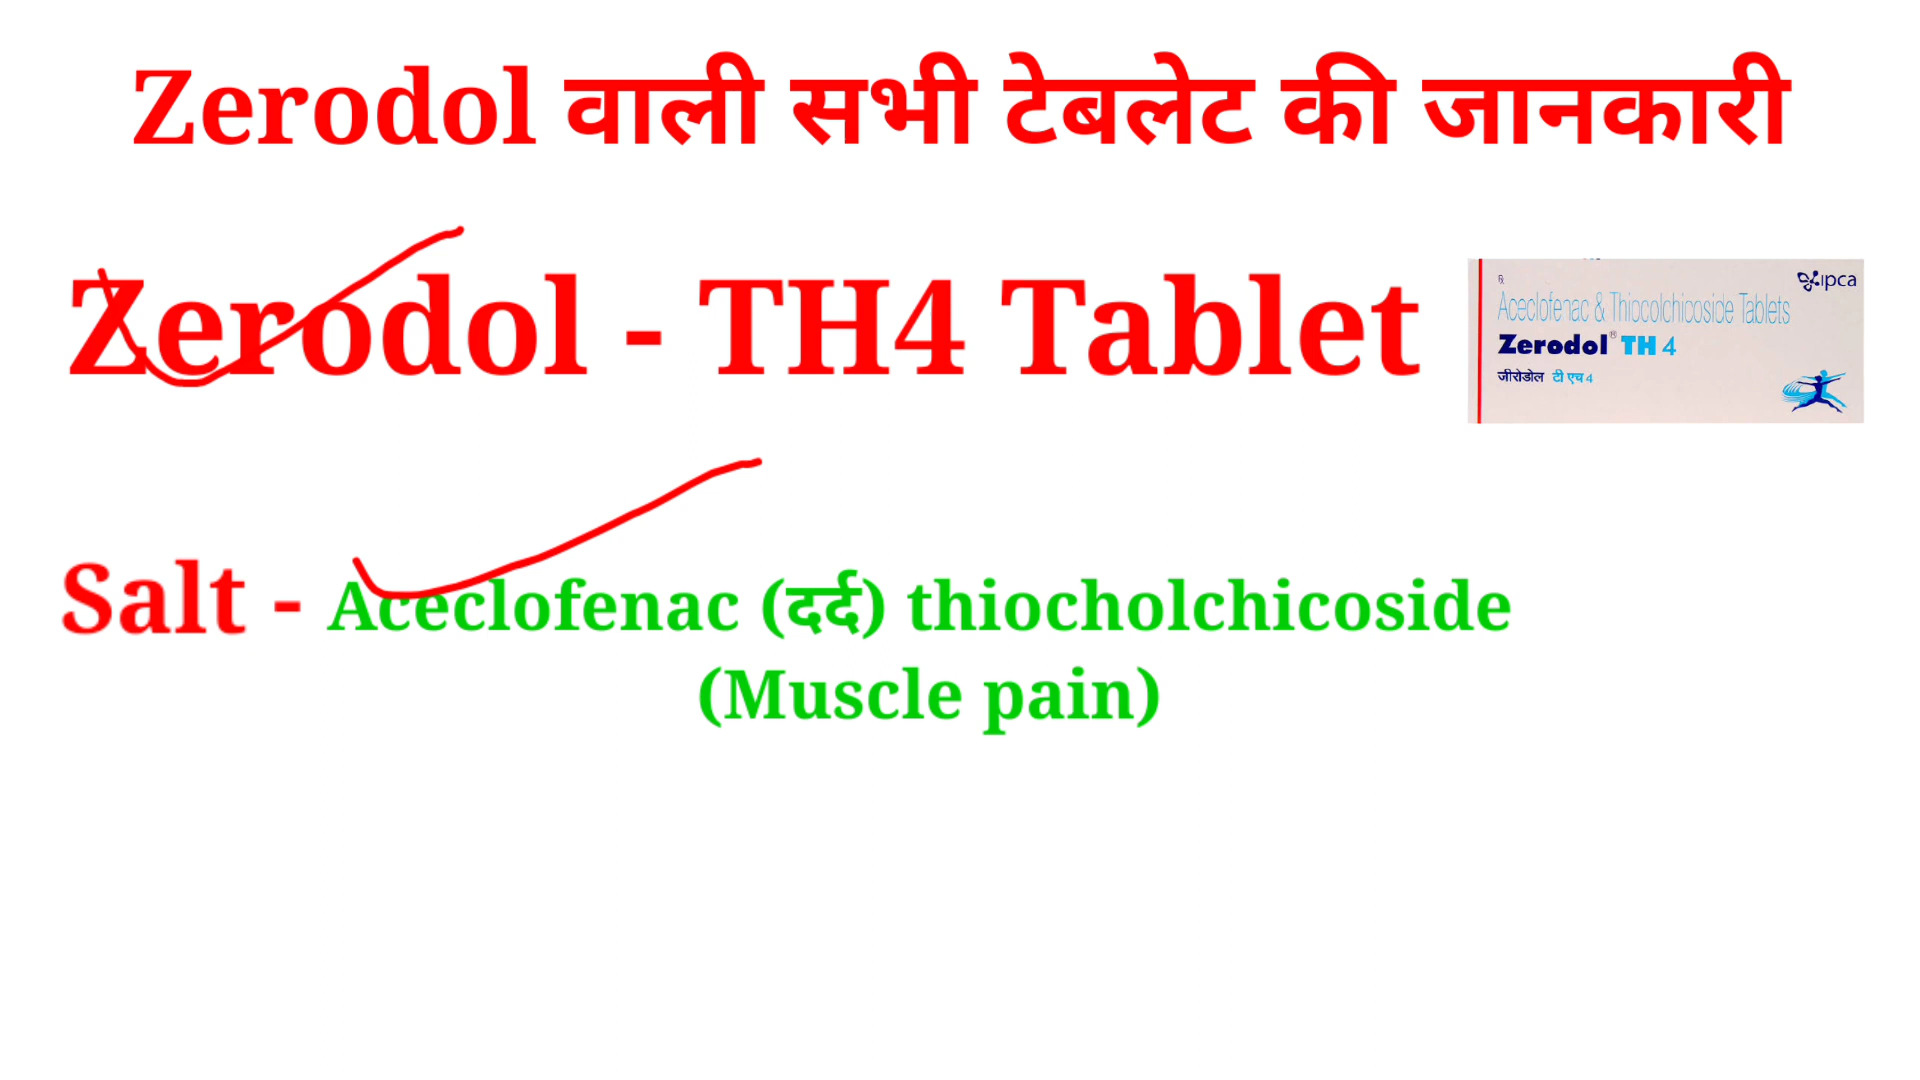 Zerodol वाली सभी टेबलेट की जानकारी
Zerodol - TH4 Tablet
Rx
ipca
Aceclofenac & Thiocolchicoside Tablets
Zerodol® TH 4
जीरोडोल टी एच 4
Salt - Aceclofenac (दर्द) thiocholchicoside
(Muscle pain)